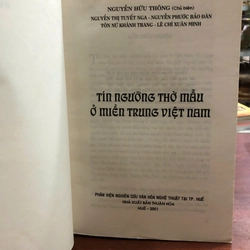 NGUYỄN HỮU THÔNG (Chủ biên)
NGUYỄN THỊ TUYẾT NGA - NGUYỄN PHƯỚC BẢO ĐÀN
TÔN NỮ KHÁNH TRANG - LÊ CHÍ XUÂN MINH
TÍN NGƯỠNG THỜ MẪU
Ở MIỀN TRUNG VIỆT NAM
PHÂN VIỆN NGHIÊN CỨU VĂN HÓA NGHỆ THUẬT TẠI TP. HUẾ
NHÀ XUẤT BẢN THUẬN HÓA
HUẾ - 2001